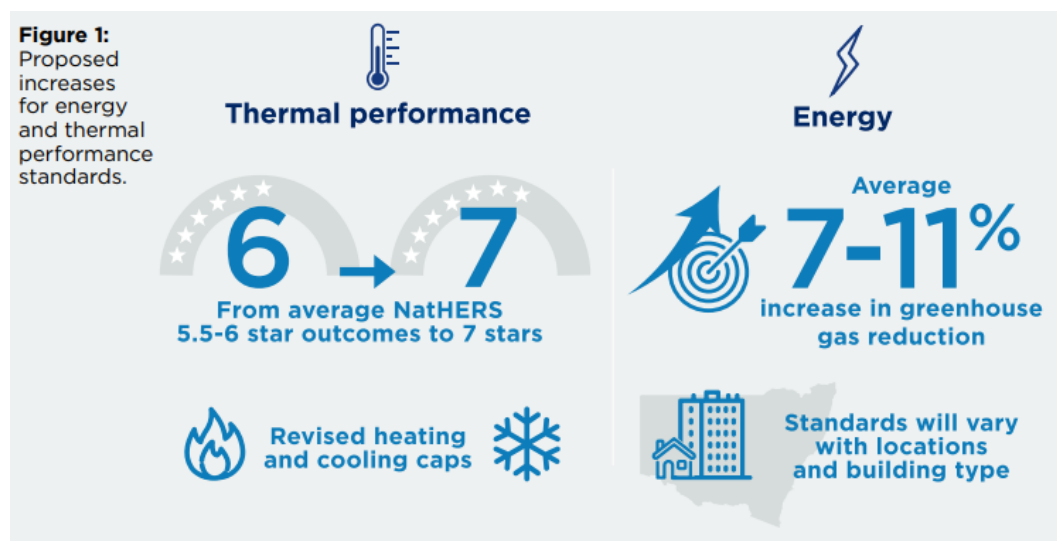 Figure 1:
Proposed
increases
for energy
and thermal
performance
standards.
Thermal performance
6
7
From average NatHERS
5.5-6 star outcomes to 7 stars
Revised heating
and cooling caps
Energy
Average
7-11%
increase in greenhouse
gas reduction
Standards will vary
with locations
and building type